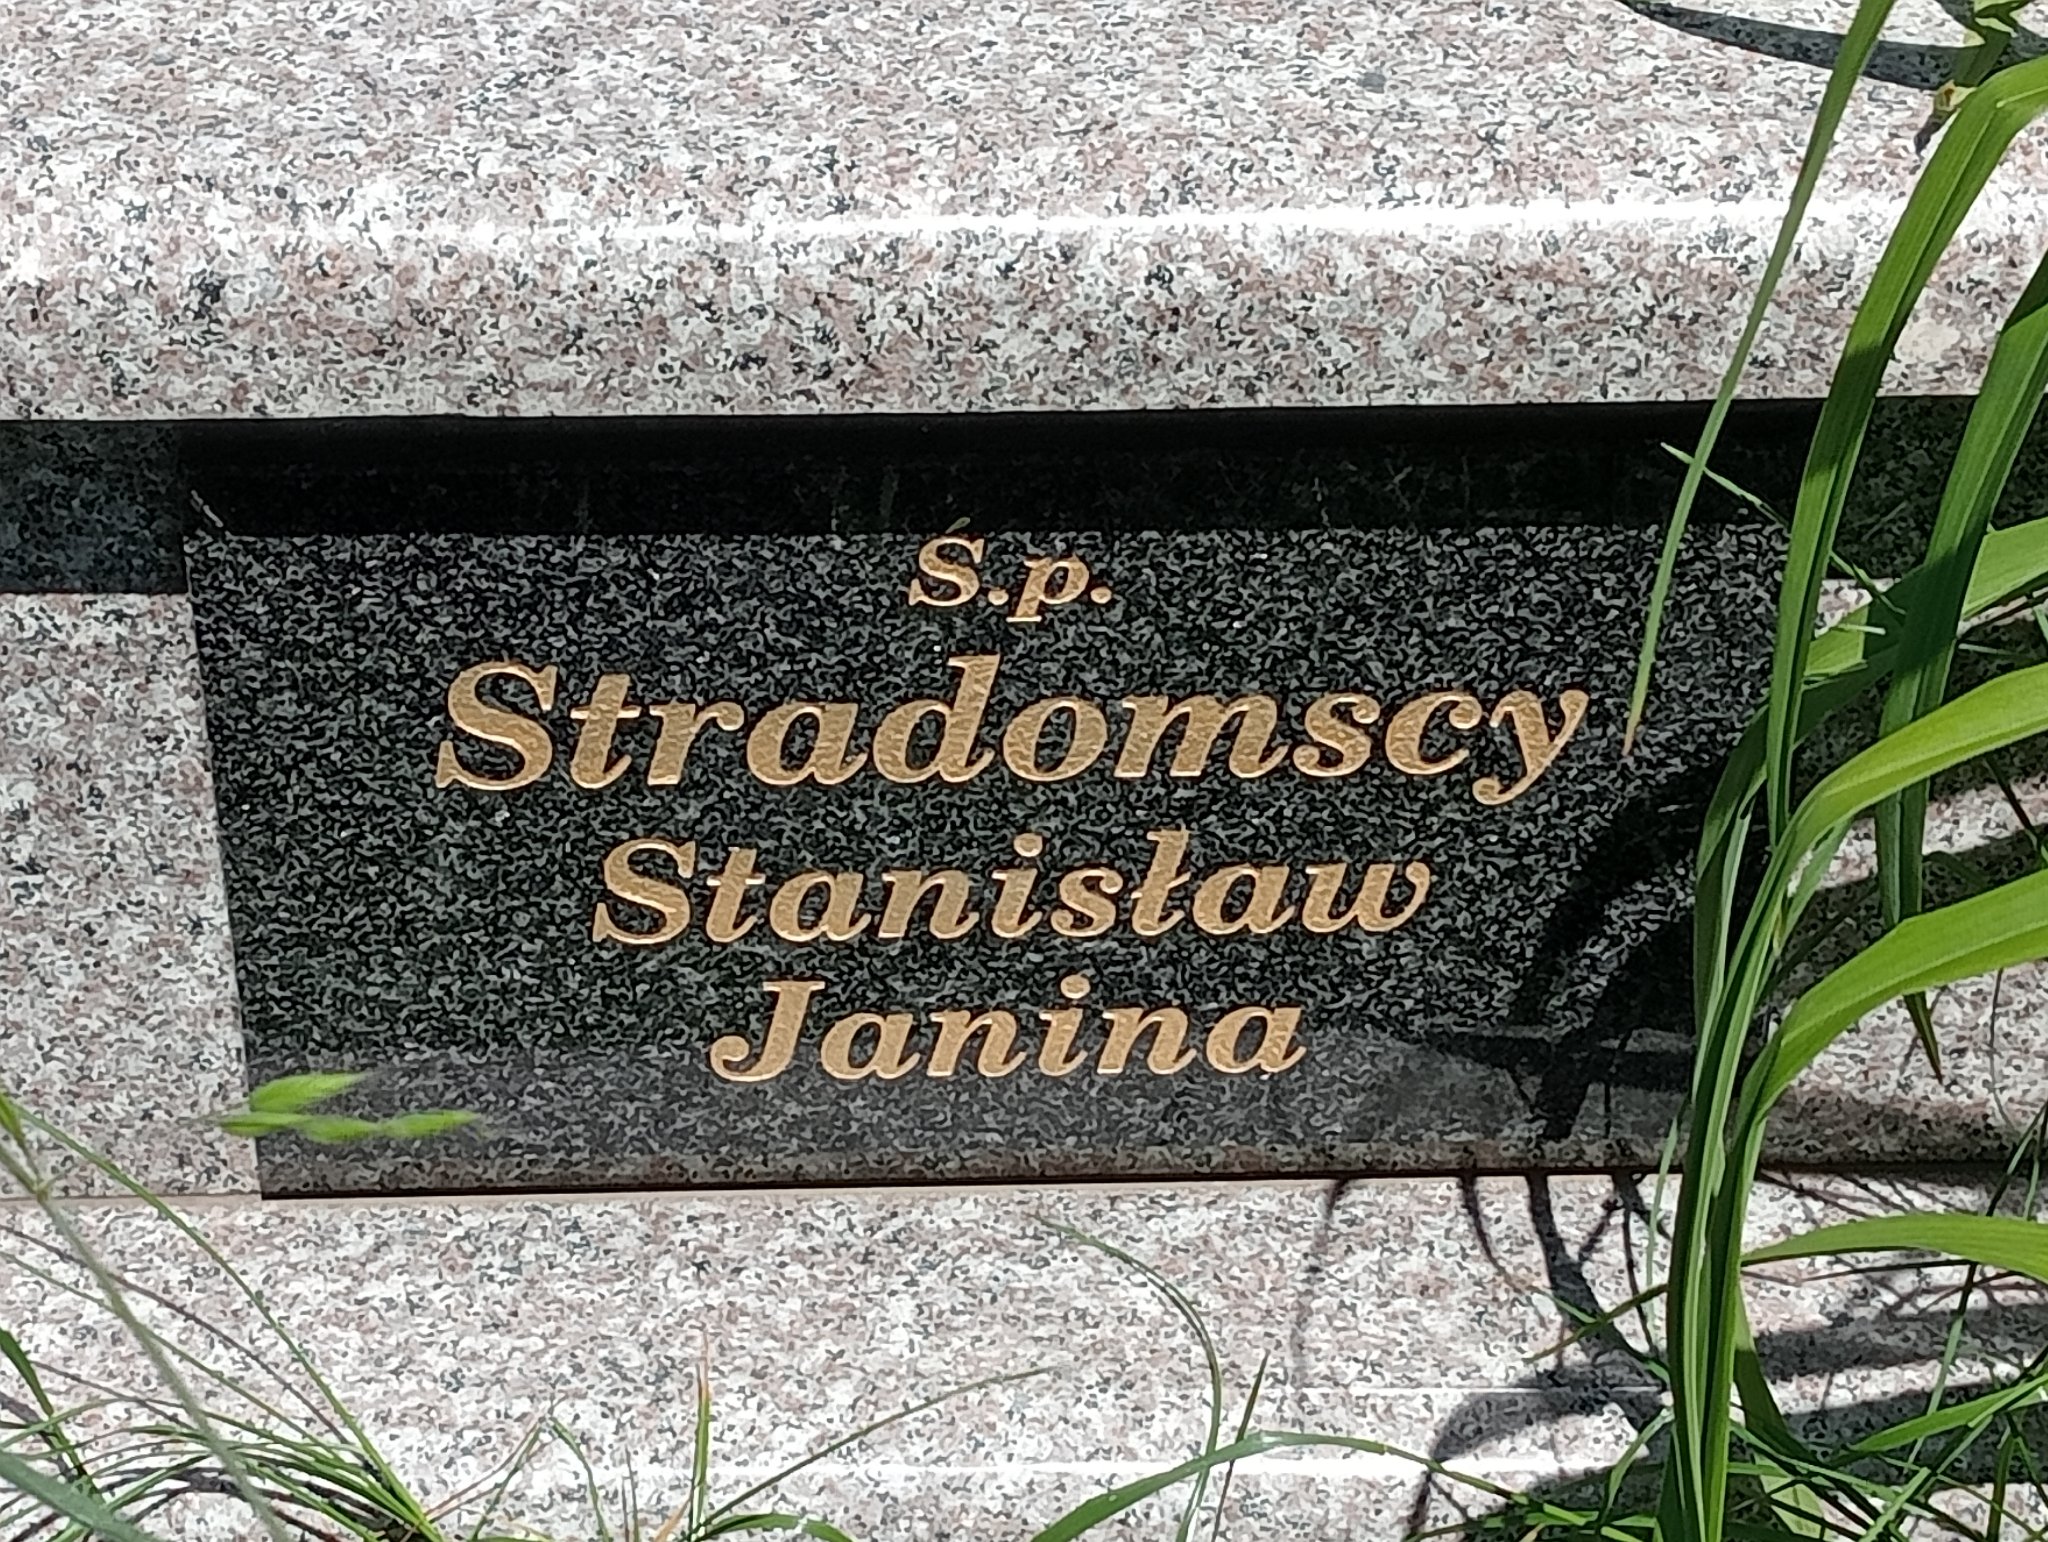 Ś.p.
Stradomscy
Stanisław
Janina